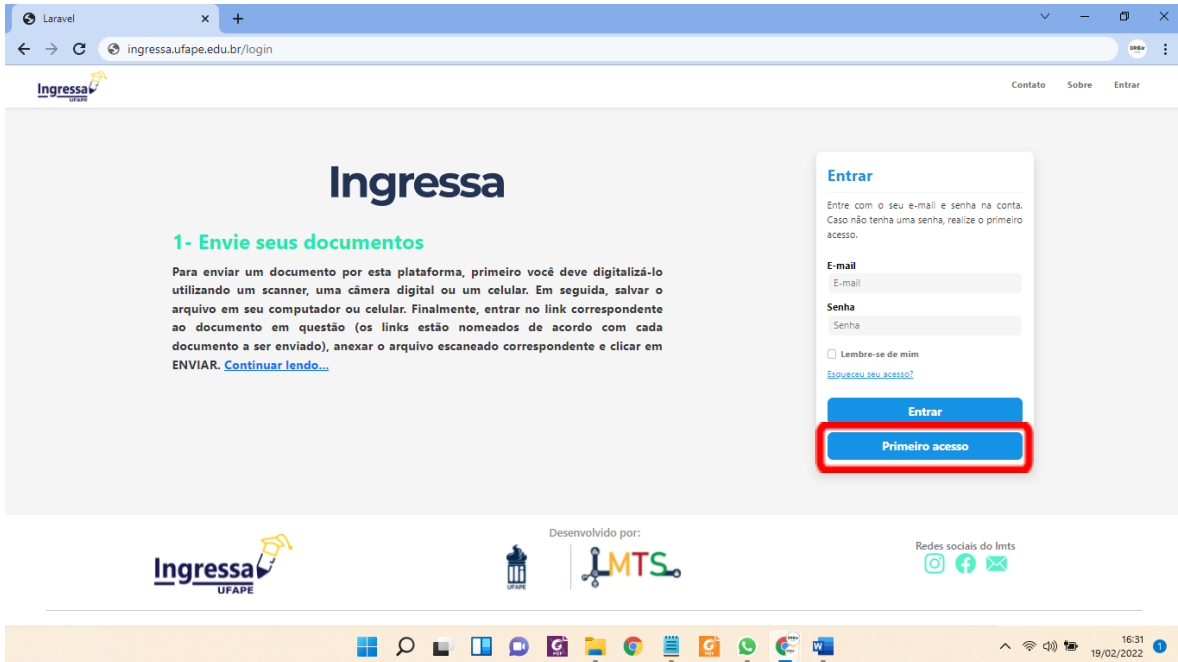 Laravel
ingressa.ufape.edu.br/login
Ingressa
UFAPE
Contato Sobre Entrar
Ingressa
1- Envie seus documentos
Para enviar um documento por esta plataforma, primeiro você deve digitalizá-lo
utilizando um scanner, uma câmera digital ou um celular. Em seguida, salvar o
arquivo em seu computador ou celular. Finalmente, entrar no link correspondente
ao documento em questão (os links estão nomeados de acordo com cada
documento a ser enviado), anexar o arquivo escaneado correspondente e clicar em
ENVIAR. Continuar lendo...
Entrar
Entre com o seu e-mail e senha na conta.
Caso não tenha uma senha, realize o primeiro
acesso.
E-mail
E-mail
Senha
Senha
Lembre-se de mim
Esqueceu seu acesso?
Entrar
Primeiro acesso
Ingressa
UFAPE
Desenvolvido por:
UFAPE
LMTS
Redes sociais do lmts
16:31
19/02/2022
1